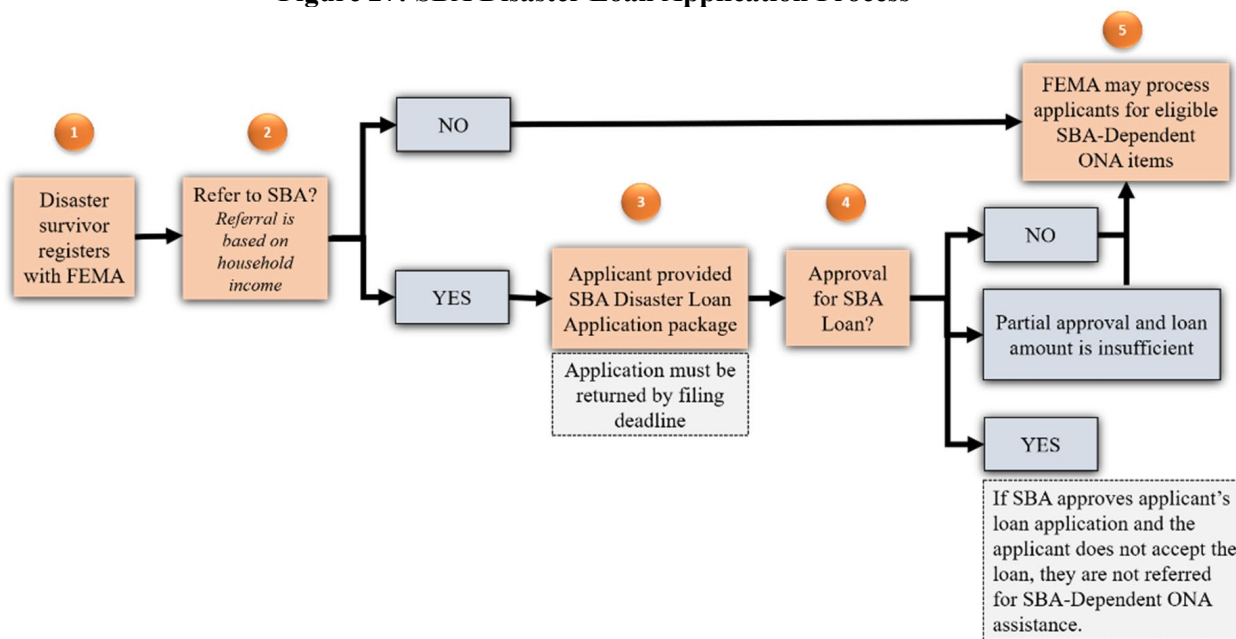 Figure 27: SBA Disaster Loan Application Process
1
Disaster
survivor
registers
with FEMA
2
Refer to SBA?
Referral is
based on
household
income
NO
YES
3
Applicant provided
SBA Disaster Loan
Application package
Application must be
returned by filing
deadline
4
Approval
for SBA
Loan?
NO
Partial approval and loan
amount is insufficient
YES
If SBA approves applicant’s
loan application and the
applicant does not accept the
loan, they are not referred
for SBA-Dependent ONA
assistance.
5
FEMA may process
applicants for eligible
SBA-Dependent
ONA items